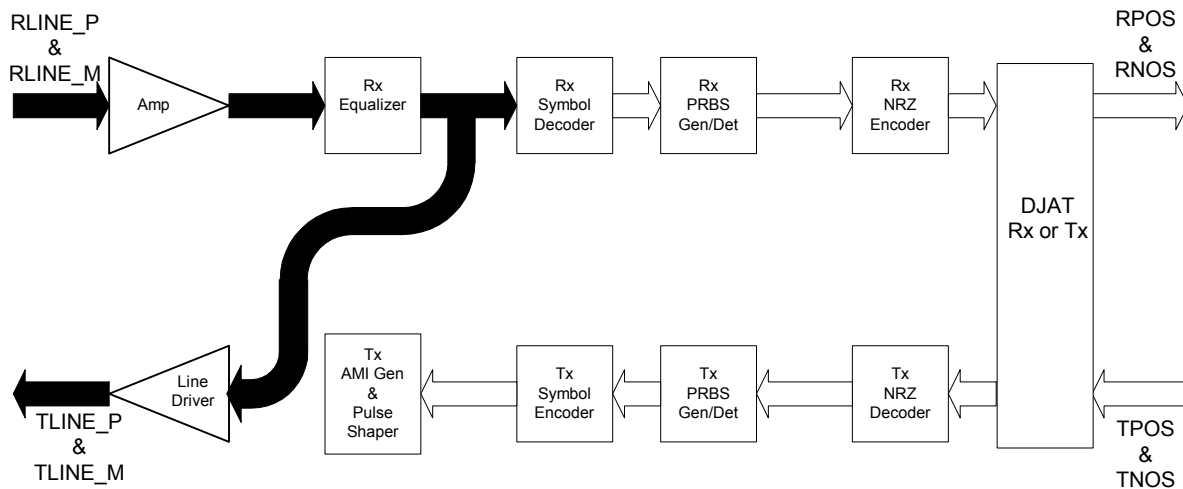 RLINE_P
&
RLINE_M
Amp
Rx
Equalizer
Rx
Symbol
Decoder
Rx
PRBS
Gen/Det
Rx
NRZ
Encoder
DJAT
Rx or Tx
RPOS
&
RNOS
TLINE_P
&
TLINE_M
Line
Driver
Tx
AMI Gen
&
Pulse
Shaper
Tx
Symbol
Encoder
Tx
PRBS
Gen/Det
Tx
NRZ
Decoder
TPOS
&
TNOS